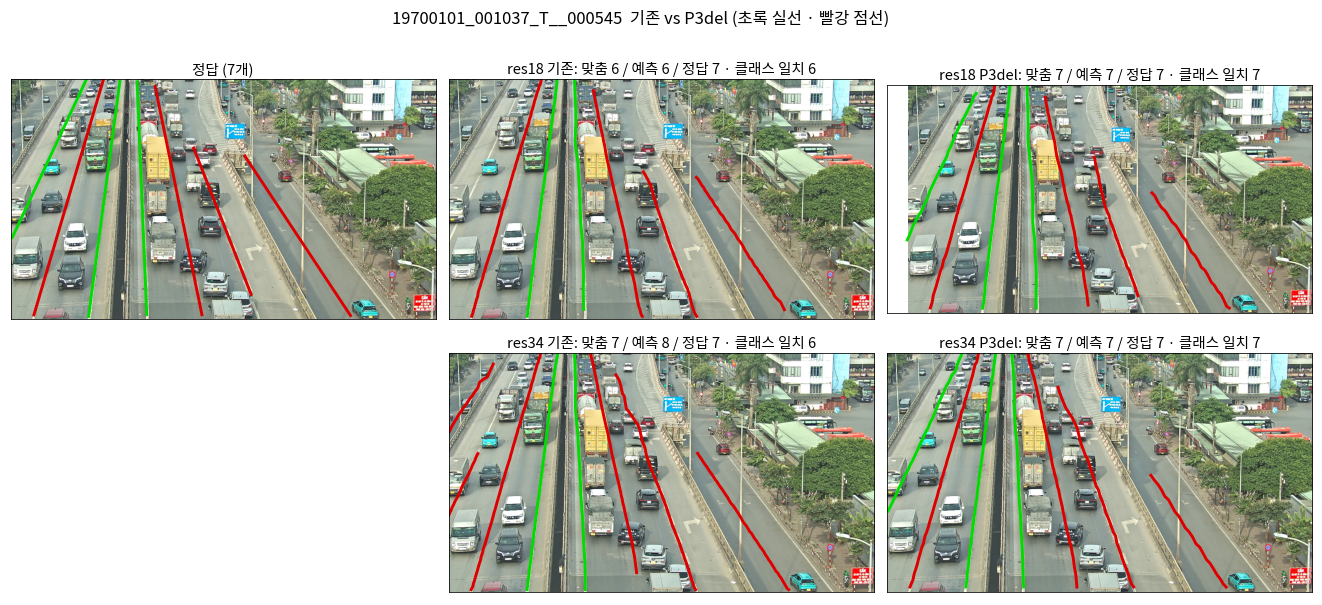 19700101_001037_T__000545 기존 vs P3del (초록 실선 · 빨강 점선)
정답 (7개)
res18 기존: 맞춤 6 / 예측 6 / 정답 7 · 클래스 일치 6
res18 P3del: 맞춤 7 / 예측 7 / 정답 7 · 클래스 일치 7
res34 기존: 맞춤 7 / 예측 8 / 정답 7 · 클래스 일치 6
res34 P3del: 맞춤 7 / 예측 7 / 정답 7 · 클래스 일치 7